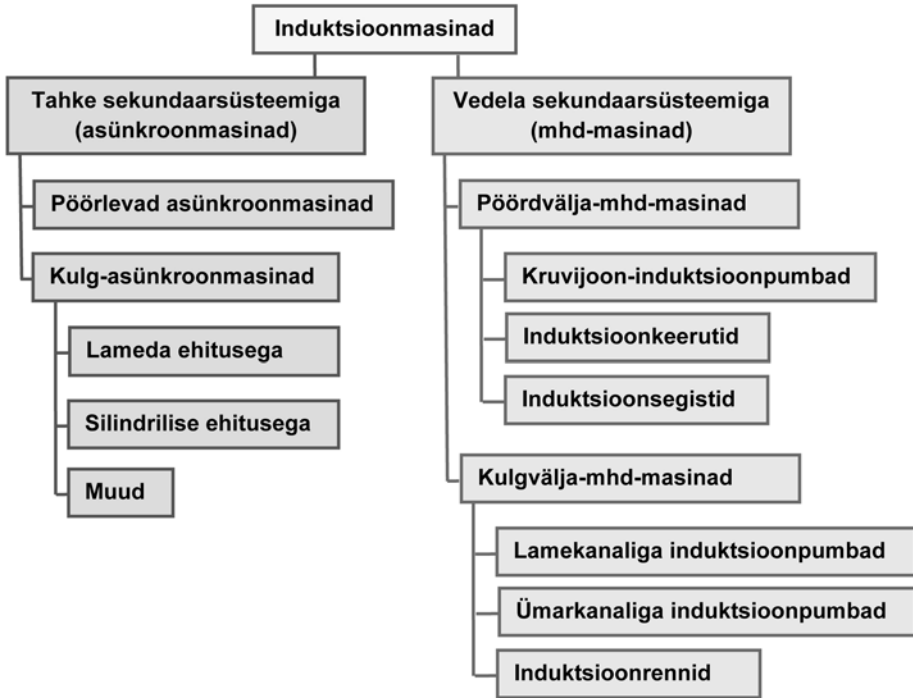 Induktsioonmasinad
Tahke sekundaarsüsteemiga
(asünkroonmasinad)
Pöörlevad asünkroonmasinad
Kulg-asünkroonmasinad
Lameda ehitusega
Silindrilise ehitusega
Muud
Vedela sekundaarsüsteemiga
(mhd-masinad)
Pöördvälja-mhd-masinad
Kruvijoon-induktsioonpumbad
Induktsioonkeerutid
Induktsioonsegistid
Kulgvälja-mhd-masinad
Lamekanaliga induktsioonpumbad
Ümarkanaliga induktsioonpumbad
Induktsioonrennid